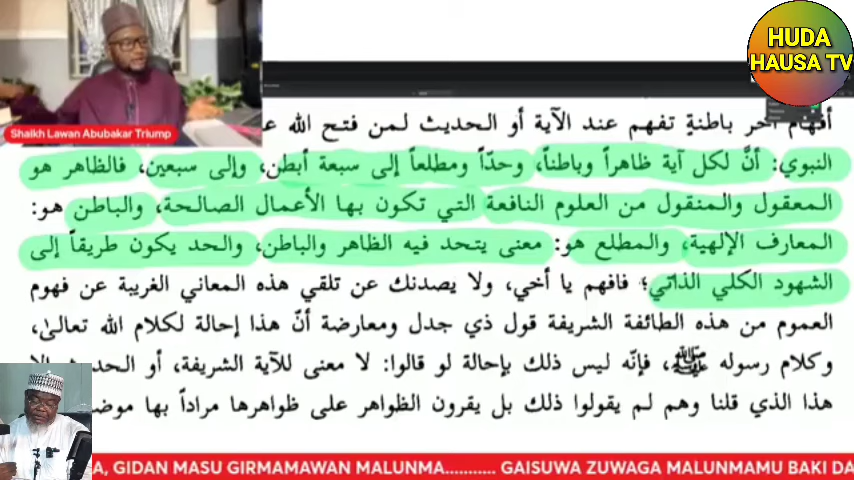 HUDA
HAUSA TV
Shaikh Lawan Abubakar Triump
أفهام أخر باطنةٍ تفهم عند الآية أو الحديث لـمن فتح الله
النبوي: أنَّ لكل آية ظاهراً وباطناً، وحدّاً ومطلعاً إلى سبعة أبطن، وإلى سبعين، فالظاهر هو
المعقول والمنقول من العلوم النافعة التي تكون بها الأعمال الصالحة، والباطن هو:
المعارف الإلهية، والمطلع هو: معنى يتحد فيه الظاهر والباطن، والحد يكون طريقاً إلى
الشهود الكلي الذاتي؛ فافهم يا أخي، ولا يصدنك عن تلقي هذه المعاني الغريبة عن فهوم
العموم من هذه الطائفة الشريفة قول ذي جدل ومعارضة أنّ هذا إحالة لكلام الله تعالىٰ،
وكلام رسوله ﷺ، فإنّه ليس ذلك بإحالة لو قالوا: لا معنى للآية الشريفة، أو الحديث إلا
هذا الذي قلنا وهم لم يقولوا ذلك بل يقرون الظواهر على ظواهرها مراداً بها
A, GIDAN MASU GIRMAMAWAN MALUNMA........... GAISUWA ZUWAGA MALUNMAMU BAKI DA